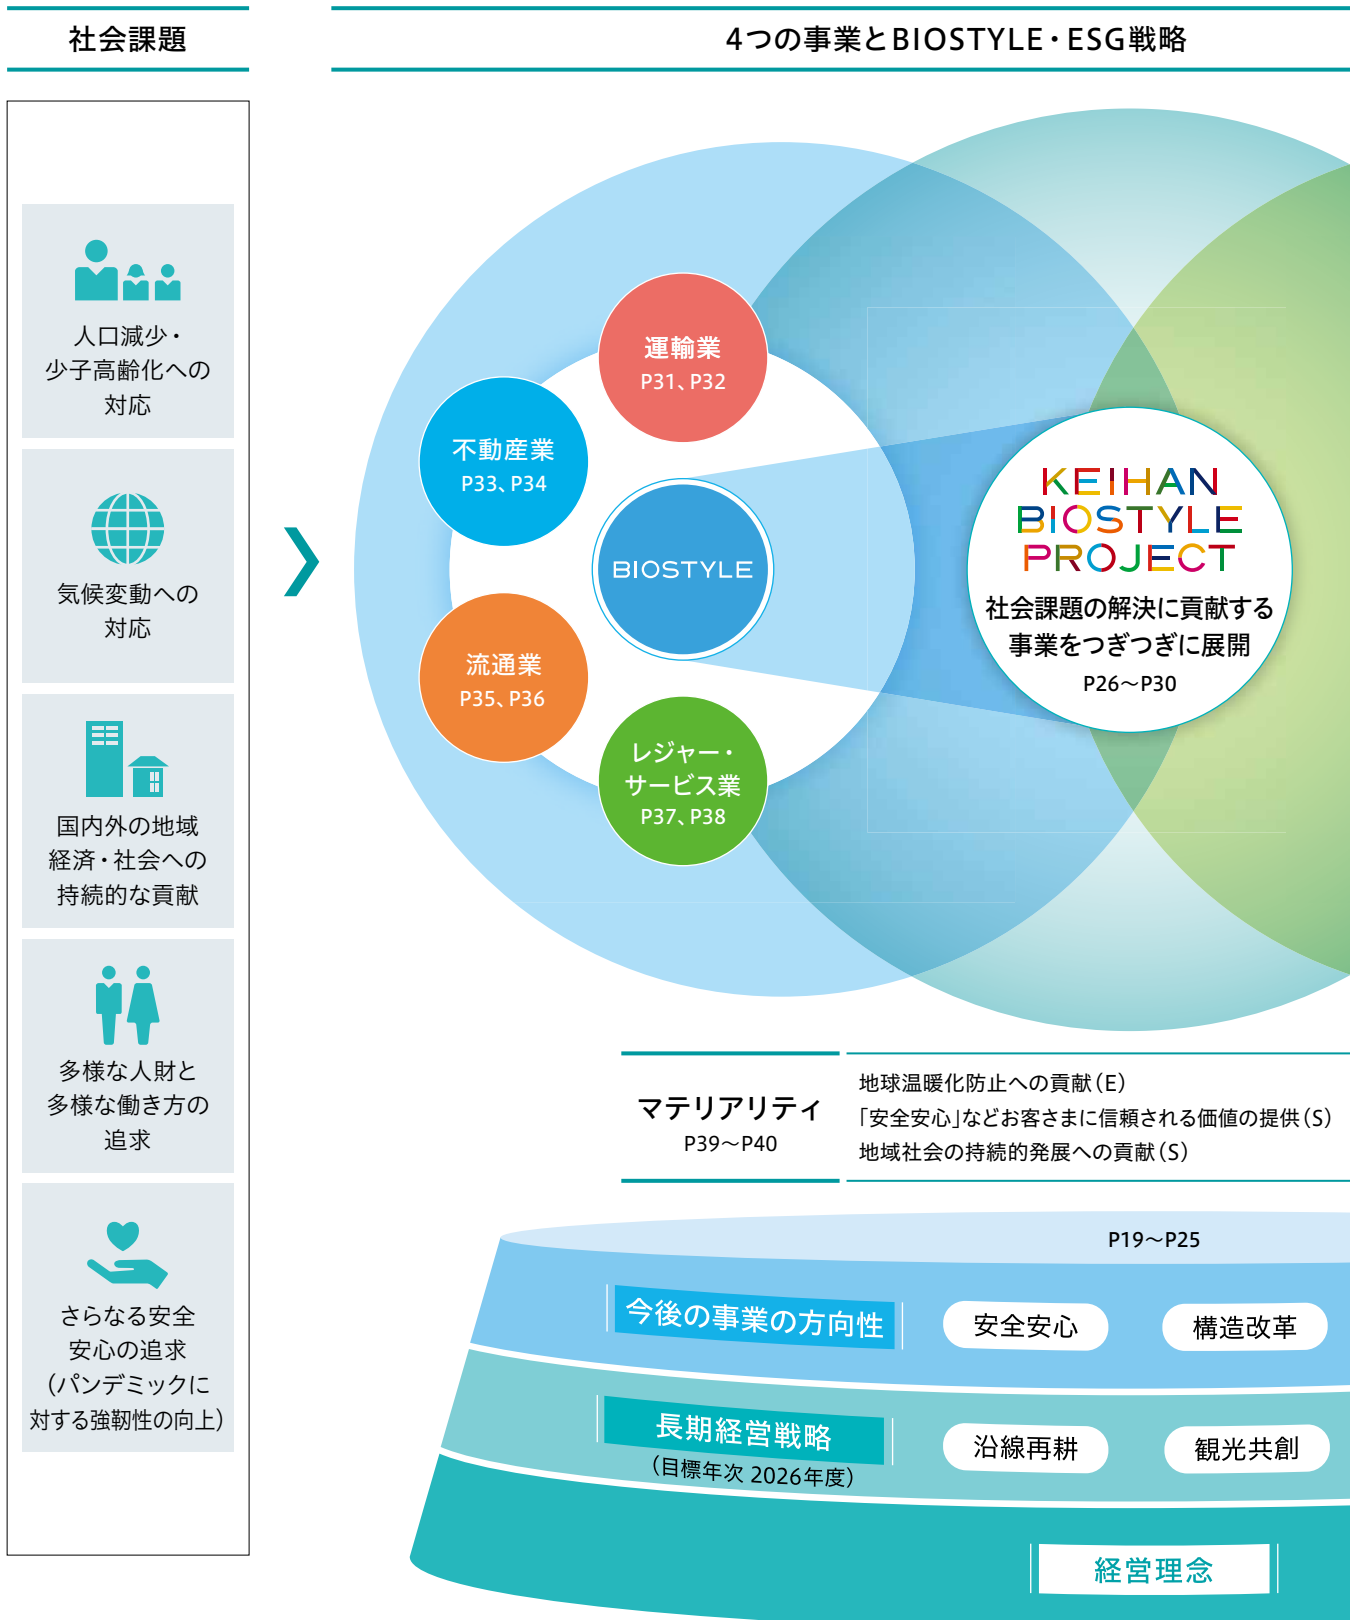 社会課題
4つの事業とBIOSTYLE・ESG戦略
人口減少・
少子高齢化への
対応
気候変動への
対応
国内外の地域
経済・社会への
持続的な貢献
多様な人財と
多様な働き方の
追求
さらなる安全
安心の追求
（パンデミックに
対する強靭性の向上）
運輸業
P31、P32
不動産業
P33、P34
BIOSTYLE
流通業
P35、P36
レジャー・
サービス業
P37、P38
KEIHAN
BIOSTYLE
PROJECT
社会課題の解決に貢献する
事業をつぎつぎに展開
P26～P30
マテリアリティ
P39～P40
地球温暖化防止への貢献（E）
「安全安心」などお客さまに信頼される価値の提供（S）
地域社会の持続的発展への貢献（S）
P19～P25
今後の事業の方向性
安全安心
構造改革
長期経営戦略
（目標年次 2026年度）
沿線再耕
観光共創
経営理念